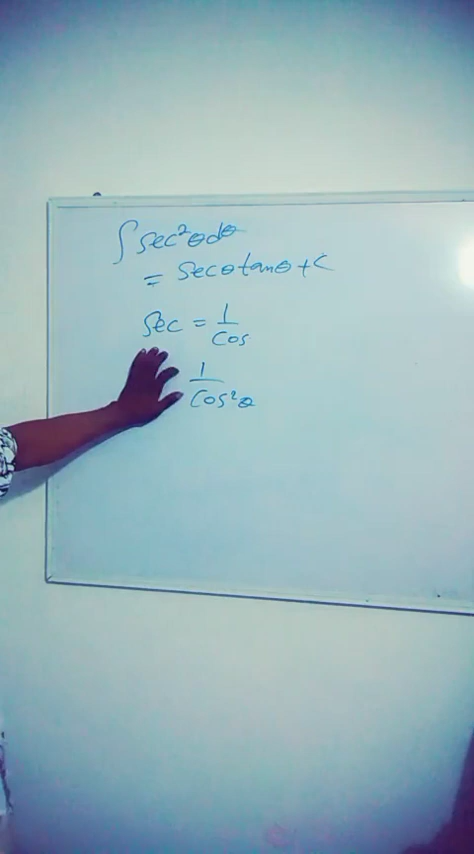 ∫ sec²θdθ
= secθtanθ + c
sec = 1/cos
1/cos²θ